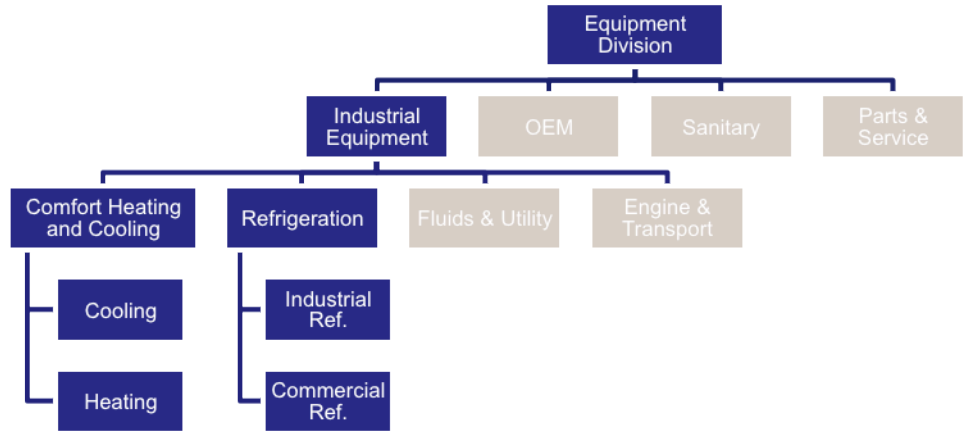 Equipment
Division
Industrial
Equipment
OEM
Sanitary
Parts &
Service
Comfort Heating
and Cooling
Refrigeration
Fluids & Utility
Engine &
Transport
Cooling
Industrial
Ref.
Heating
Commercial
Ref.